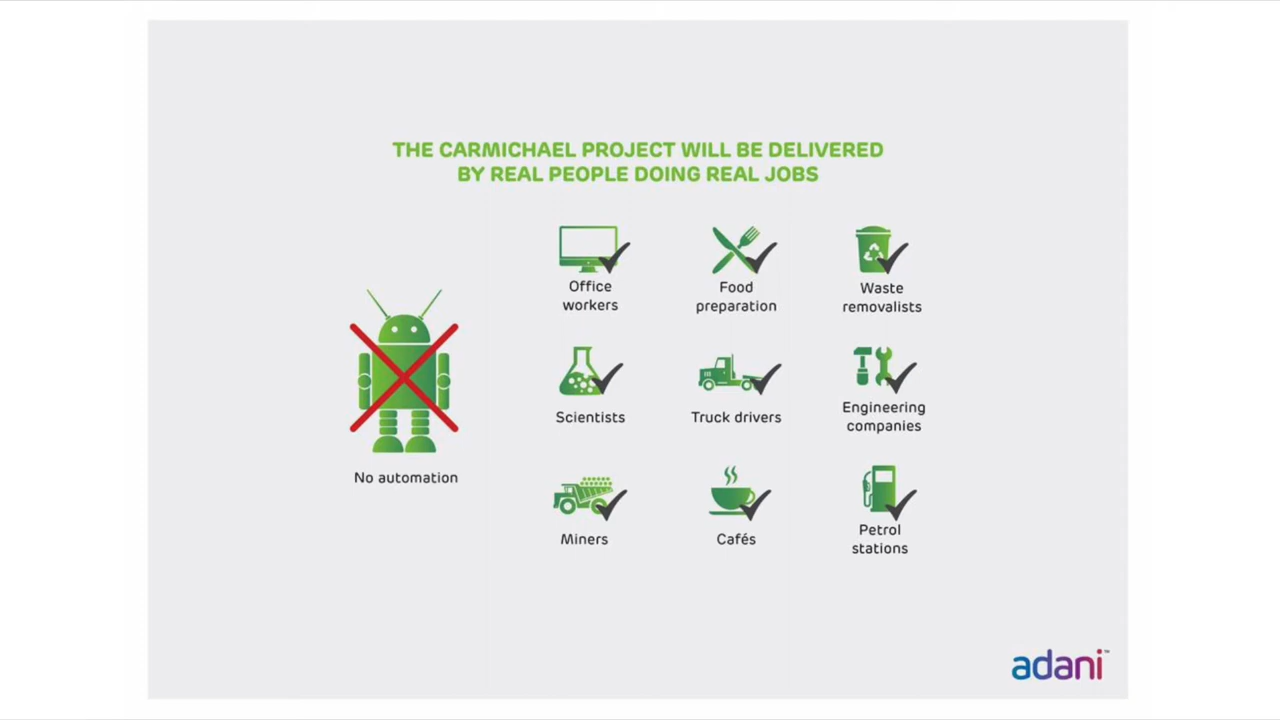 THE CARMICHAEL PROJECT WILL BE DELIVERED
BY REAL PEOPLE DOING REAL JOBS
No automation
Office
workers
Food
preparation
Waste
removalists
Scientists
Truck drivers
Engineering
companies
Miners
Cafés
Petrol
stations
adani™